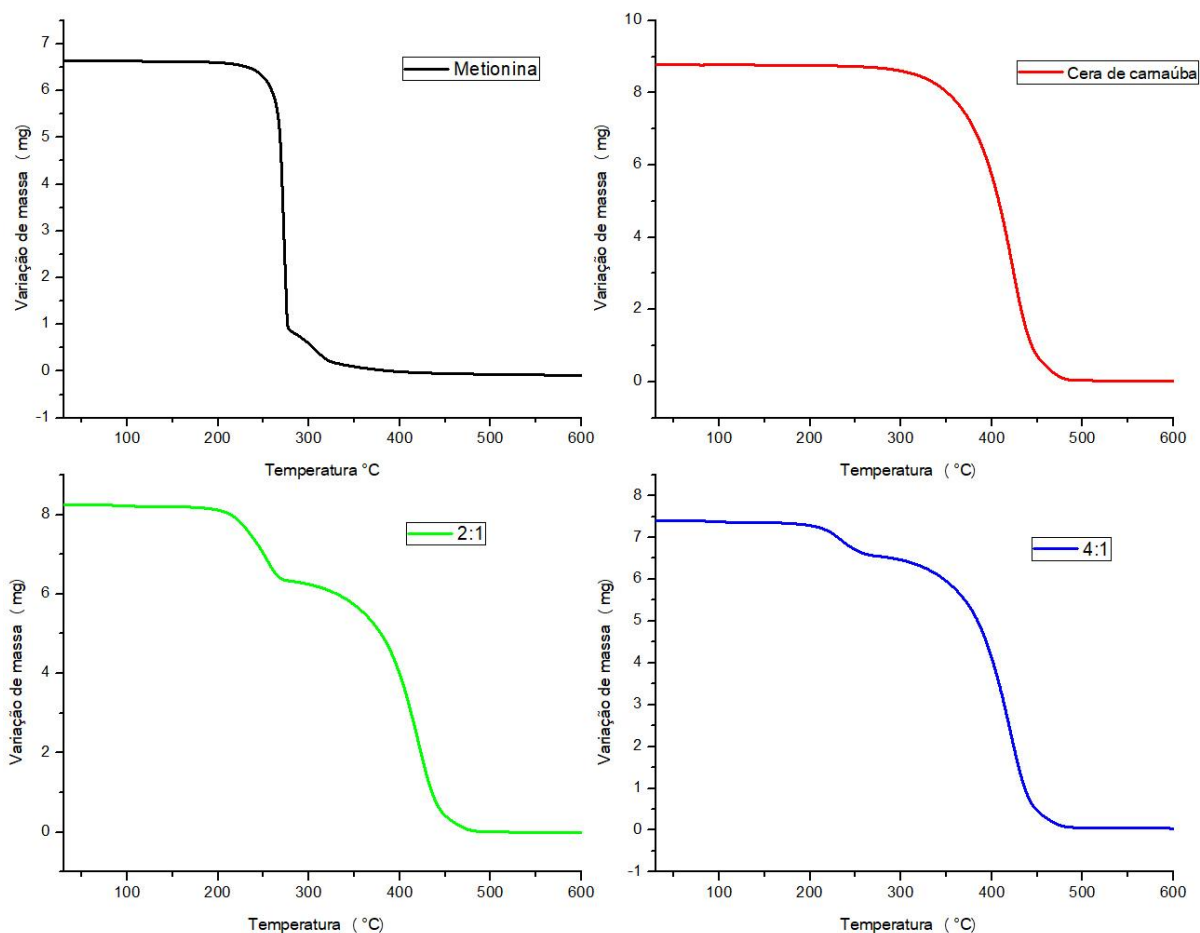 7
6
5
4
3
2
1
0
-1
Variação de massa ( mg)
Metionina
100 200 300 400 500 600
Temperatura °C
10
8
6
4
2
0
Variação de massa ( mg)
Cera de carnaúba
100 200 300 400 500 600
Temperatura ( °C)
8
6
4
2
0
Variação de massa ( mg)
2:1
100 200 300 400 500 600
Temperatura ( °C)
8
7
6
5
4
3
2
1
0
-1
Variação de massa ( mg)
4:1
100 200 300 400 500 600
Temperatura ( °C)